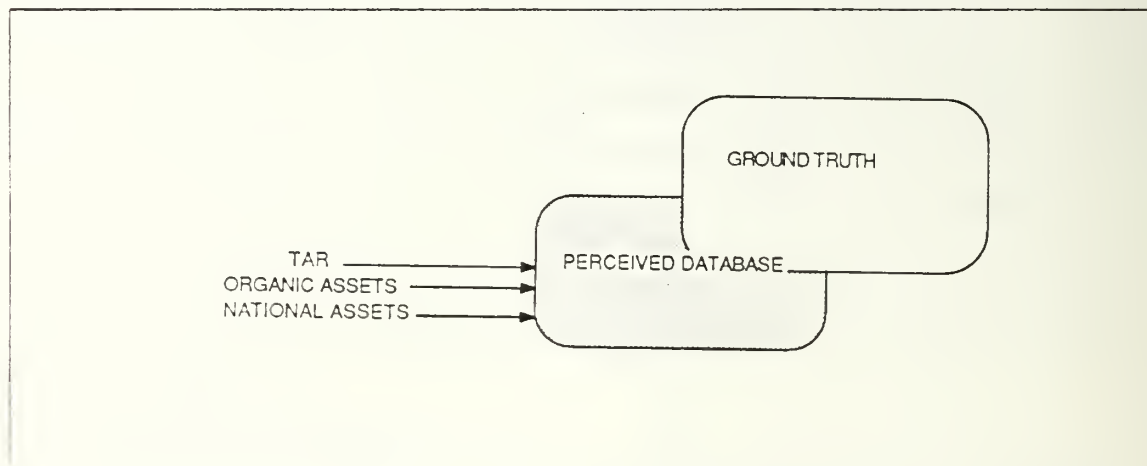 GROUND TRUTH
PERCEIVED DATABASE
TAR
ORGANIC ASSETS
NATIONAL ASSETS